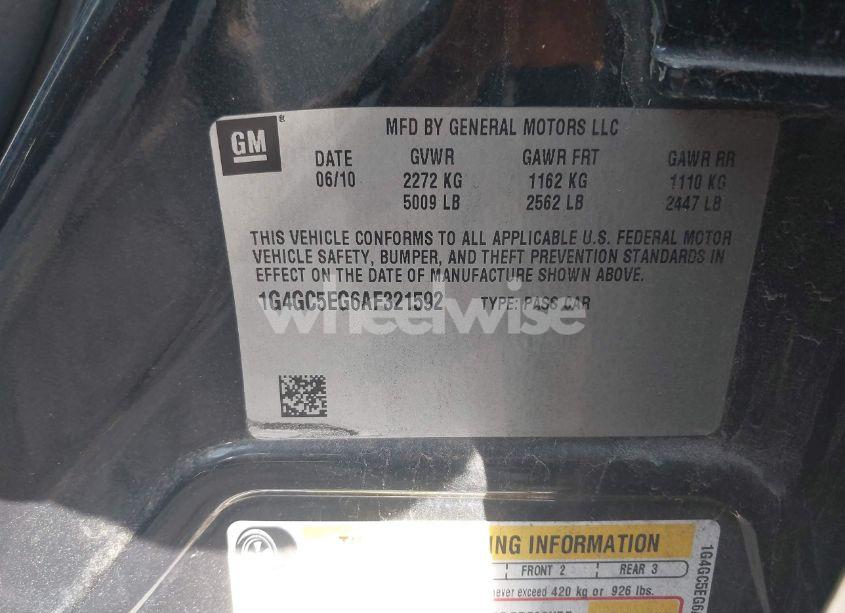 GM
MFD BY GENERAL MOTORS LLC
DATE GVWR GAWR FRT GAWR RR
06/10 2272 KG 1162 KG 1110 KG
5009 LB 2562 LB 2447 LB
THIS VEHICLE CONFORMS TO ALL APPLICABLE U.S. FEDERAL MOTOR
VEHICLE SAFETY, BUMPER, AND THEFT PREVENTION STANDARDS IN
EFFECT ON THE DATE OF MANUFACTURE SHOWN ABOVE.
1G4GC5EG6AF321592 TYPE: PASS CAR
wheelwise
ING INFORMATION
FRONT 2 REAR 3
never exceed 420 kg or 926 lbs.
1G4GC5EG6